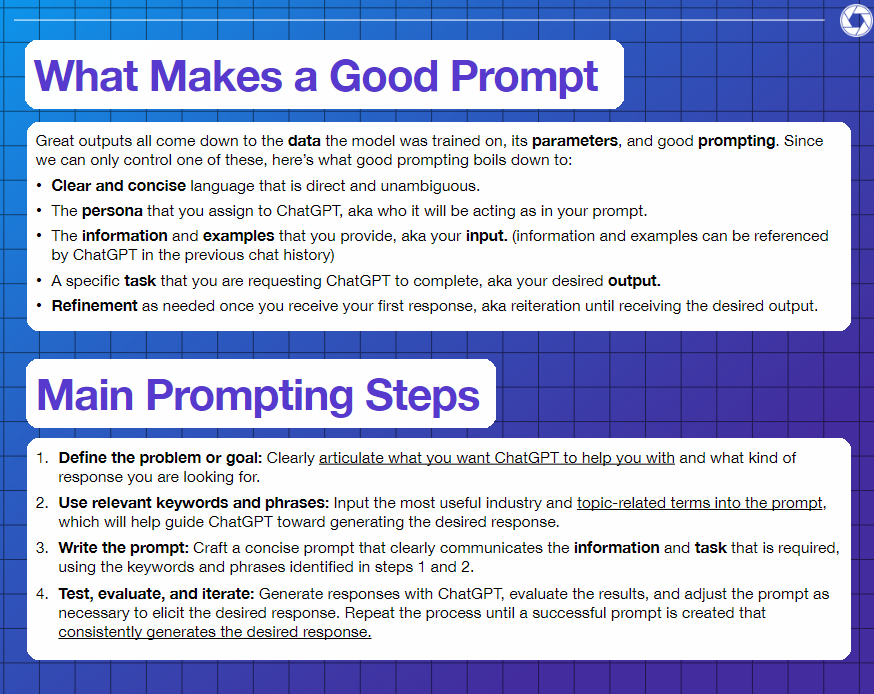 What Makes a Good Prompt
Great outputs all come down to the data the model was trained on, its parameters, and good prompting. Since
we can only control one of these, here's what good prompting boils down to:
• Clear and concise language that is direct and unambiguous.
• The persona that you assign to ChatGPT, aka who it will be acting as in your prompt.
• The information and examples that you provide, aka your input. (information and examples can be referenced
by ChatGPT in the previous chat history)
• A specific task that you are requesting ChatGPT to complete, aka your desired output.
• Refinement as needed once you receive your first response, aka reiteration until receiving the desired output.
Main Prompting Steps
1. Define the problem or goal: Clearly articulate what you want ChatGPT to help you with and what kind of
response you are looking for.
2. Use relevant keywords and phrases: Input the most useful industry and topic-related terms into the prompt,
which will help guide ChatGPT toward generating the desired response.
3. Write the prompt: Craft a concise prompt that clearly communicates the information and task that is required,
using the keywords and phrases identified in steps 1 and 2.
4. Test, evaluate, and iterate: Generate responses with ChatGPT, evaluate the results, and adjust the prompt as
necessary to elicit the desired response. Repeat the process until a successful prompt is created that
consistently generates the desired response.